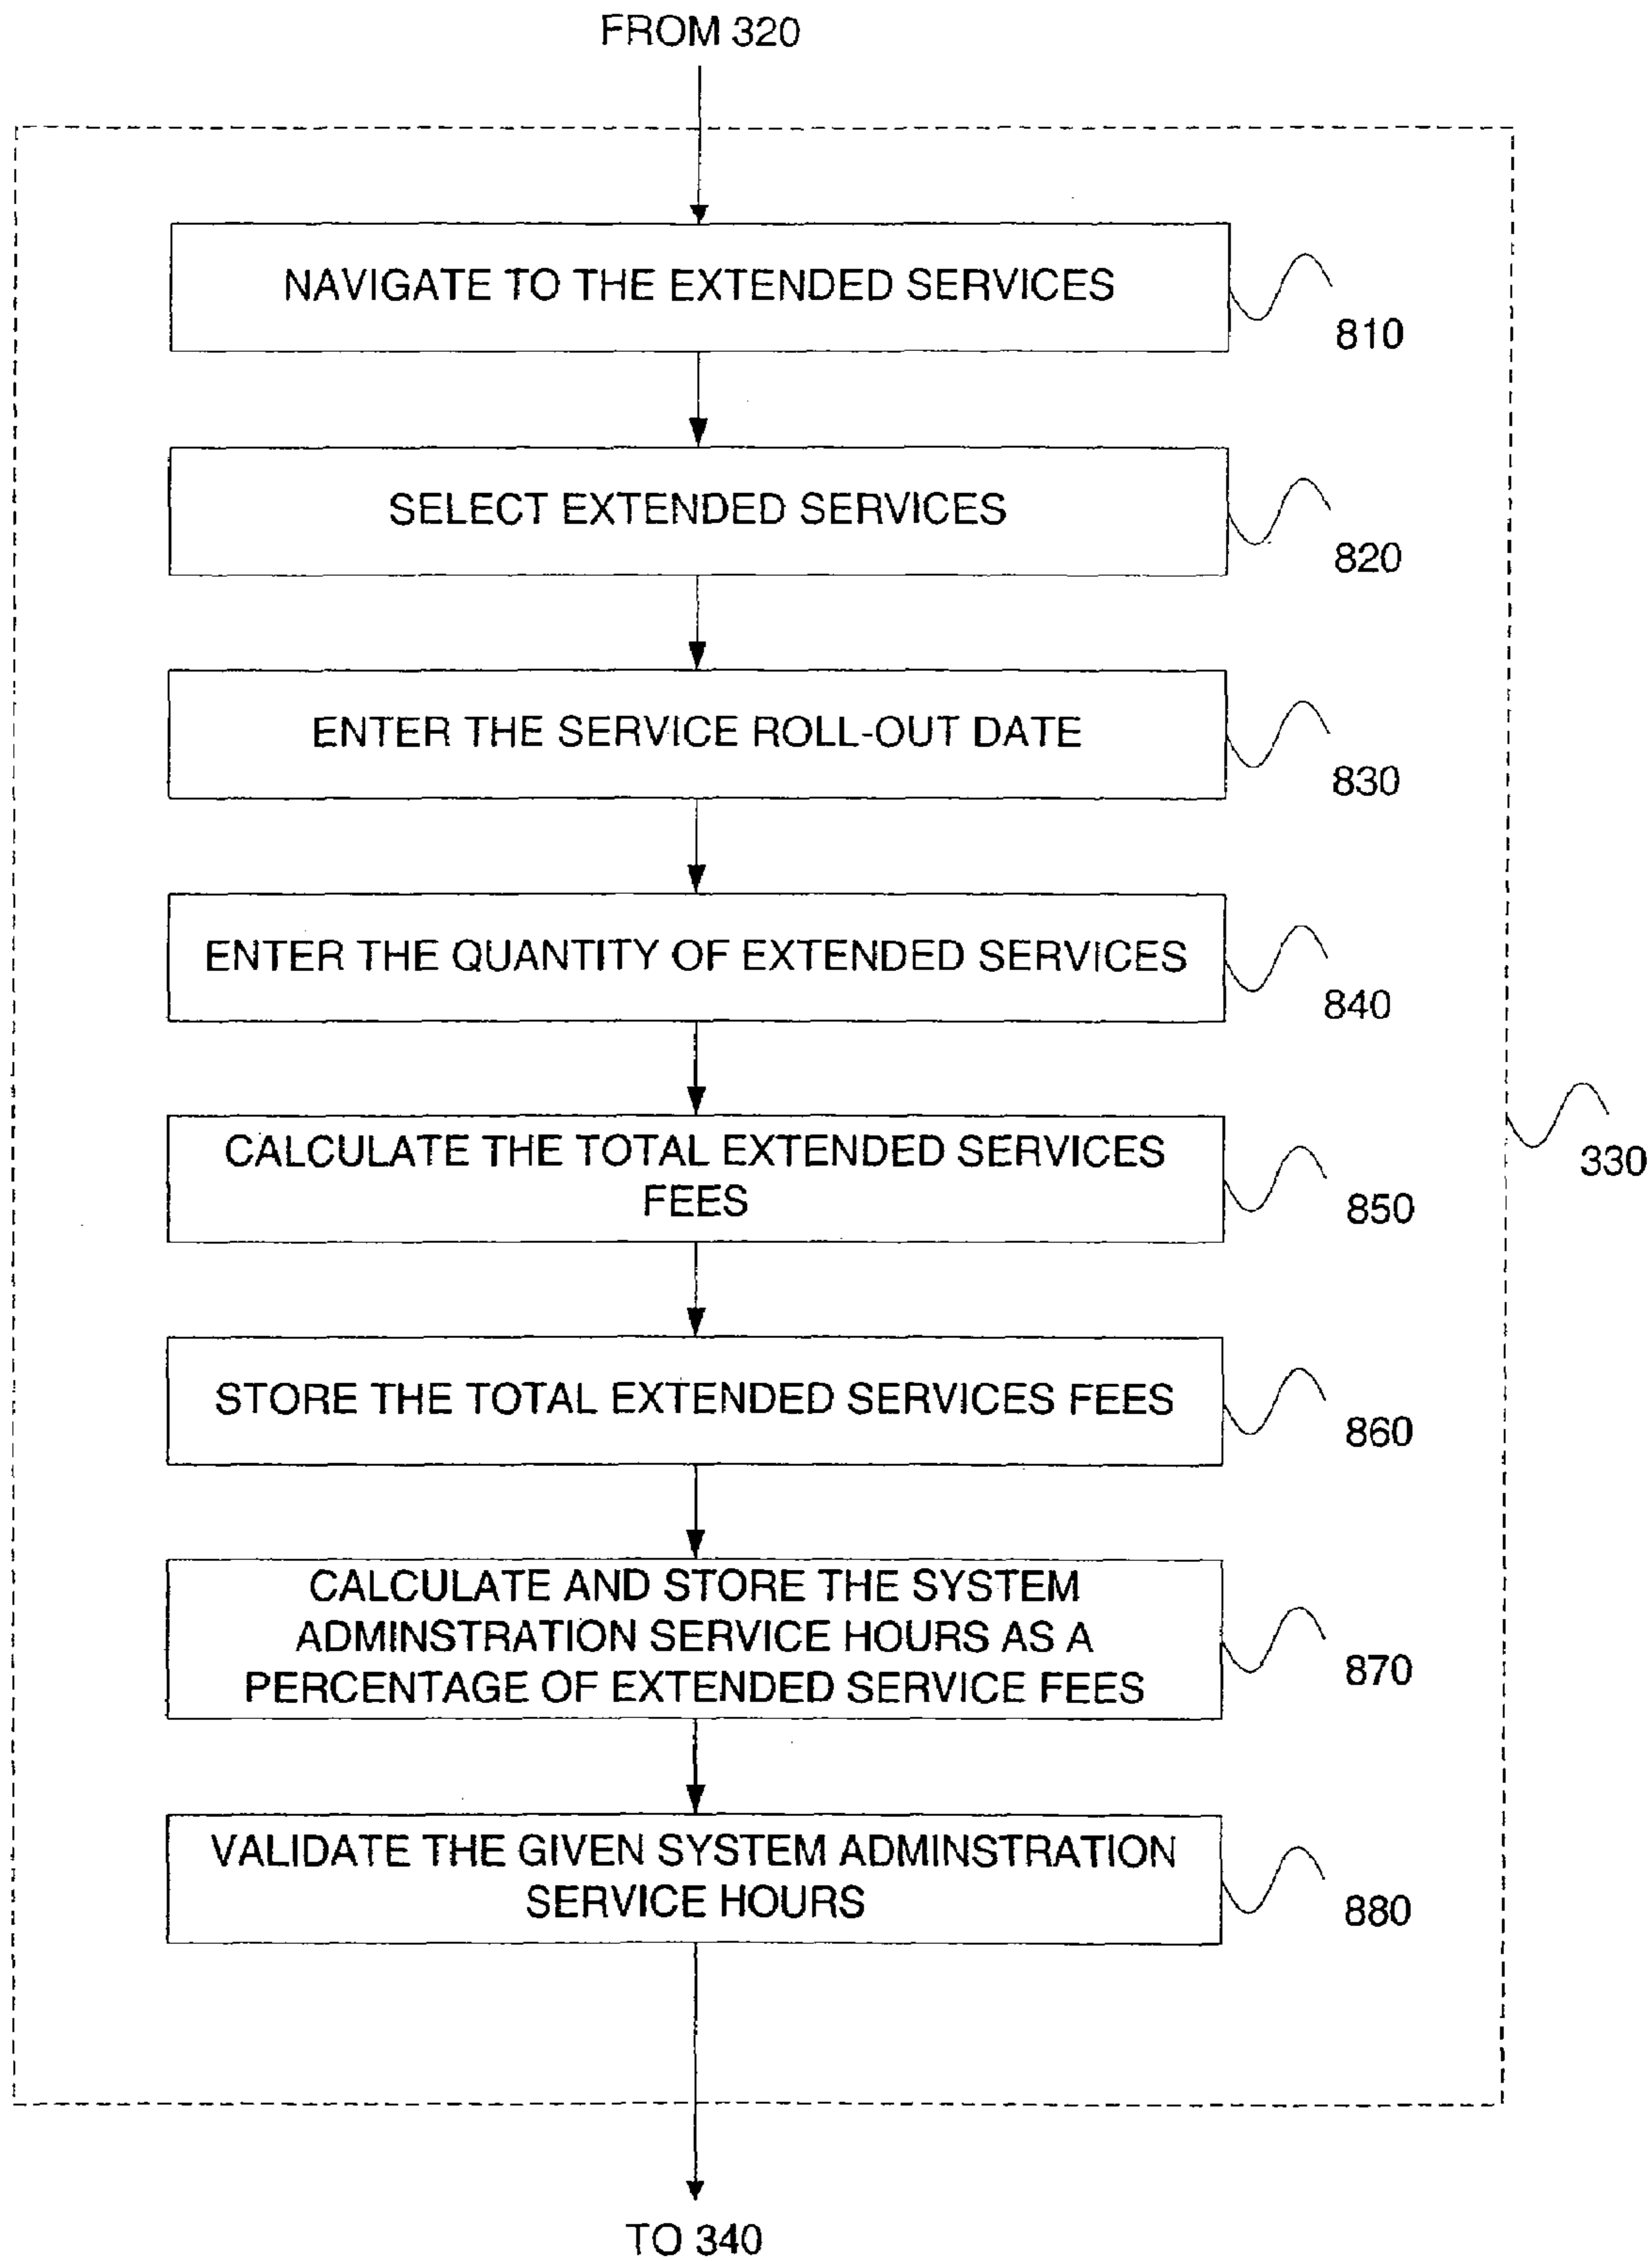 FROM 320
NAVIGATE TO THE EXTENDED SERVICES
810
SELECT EXTENDED SERVICES
820
ENTER THE SERVICE ROLL-OUT DATE
830
ENTER THE QUANTITY OF EXTENDED SERVICES
840
CALCULATE THE TOTAL EXTENDED SERVICES
FEES
850
330
STORE THE TOTAL EXTENDED SERVICES FEES
860
CALCULATE AND STORE THE SYSTEM
ADMINSTRATION SERVICE HOURS AS A
PERCENTAGE OF EXTENDED SERVICE FEES
870
VALIDATE THE GIVEN SYSTEM ADMINSTRATION
SERVICE HOURS
880
TO 340